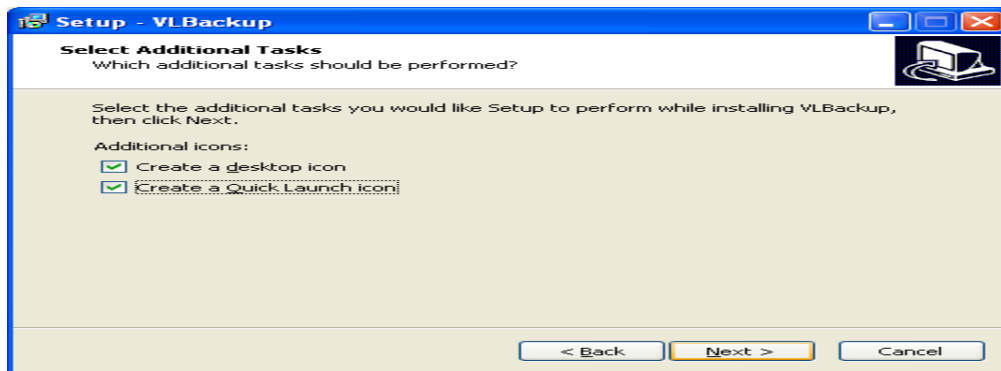 Setup - VLBackup
Select Additional Tasks
Which additional tasks should be performed?
Select the additional tasks you would like Setup to perform while installing VLBackup,
then click Next.
Additional icons:
Create a desktop icon
Create a Quick Launch icon
< Back Next > Cancel